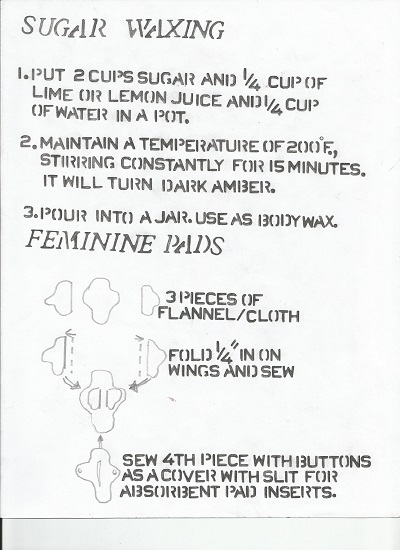 SUGAR WAXING
1. PUT 2 CUPS SUGAR AND 1/4 CUP OF
LIME OR LEMON JUICE AND 1/4 CUP
OF WATER IN A POT.
2. MAINTAIN A TEMPERATURE OF 200°F,
STIRRING CONSTANTLY FOR 15 MINUTES.
IT WILL TURN DARK AMBER.
3. POUR INTO A JAR. USE AS BODY WAX.
FEMININE PADS
3 PIECES OF
FLANNEL/CLOTH
FOLD 1/4" IN ON
WINGS AND SEW
SEW 4TH PIECE WITH BUTTONS
AS A COVER WITH SLIT FOR
ABSORBENT PAD INSERTS.